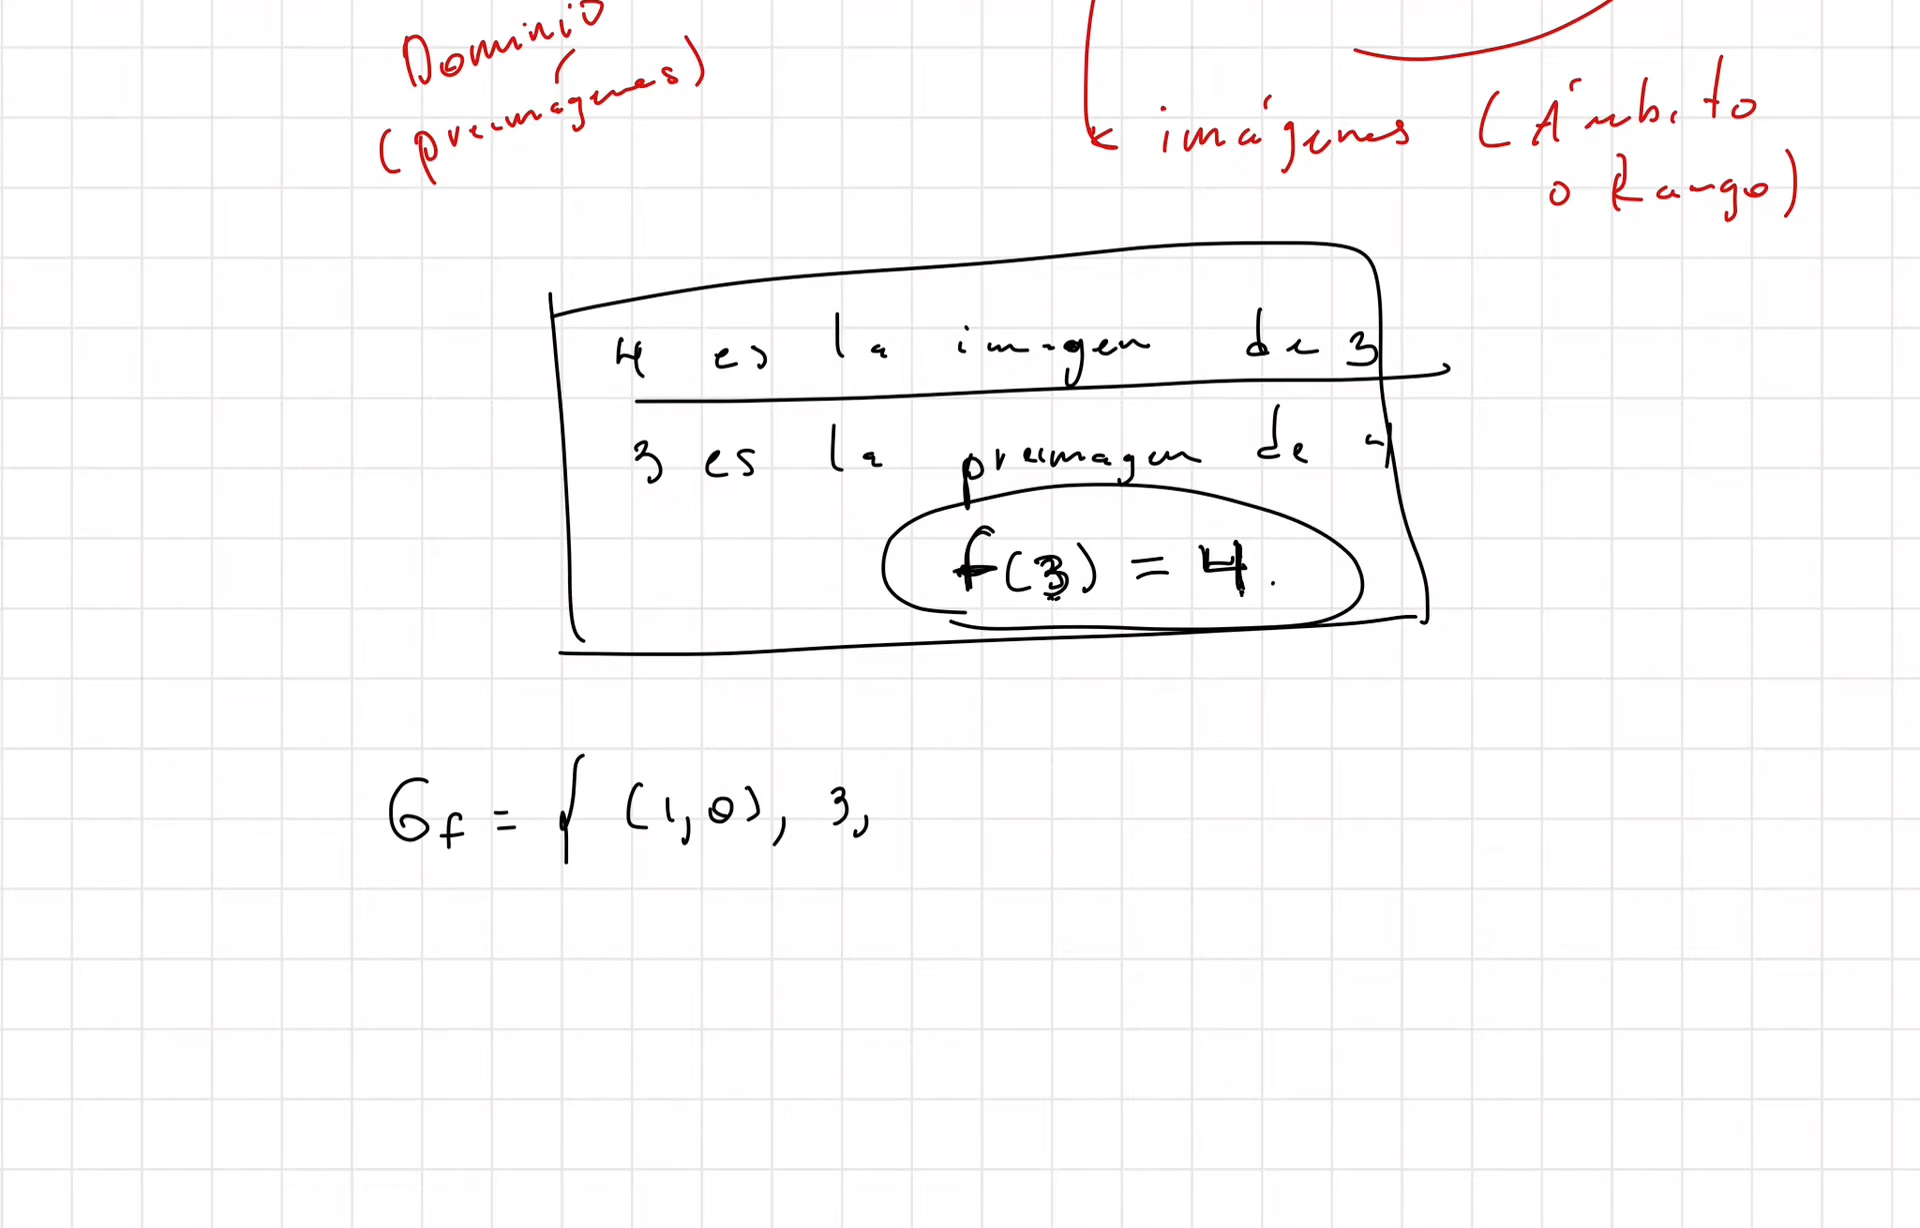 Dominio
(preimágenes)
imágenes (Ámbito
o Rango)
4 es la imagen de 3
3 es la preimagen de 4
f(3) = 4.
G_f = { (1,0), 3,